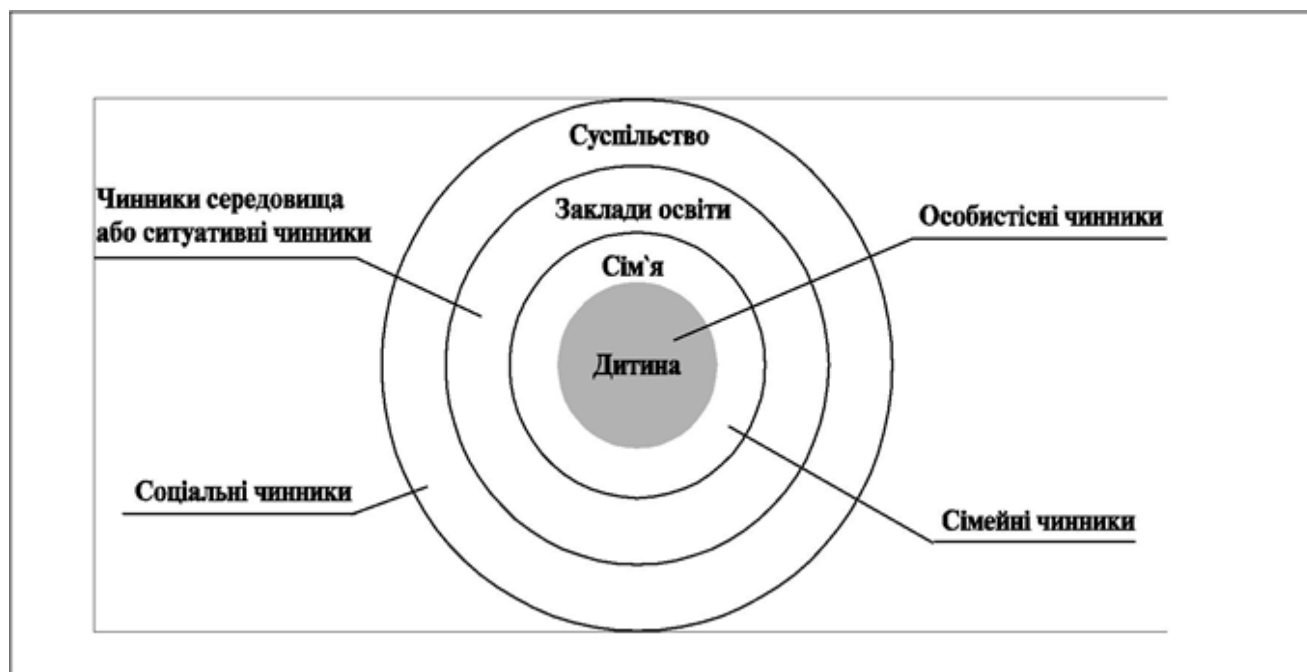 Суспільство
Чинники середовища
або ситуативні чинники
Заклади освіти
Особистісні чинники
Сім`я
Дитина
Соціальні чинники
Сімейні чинники